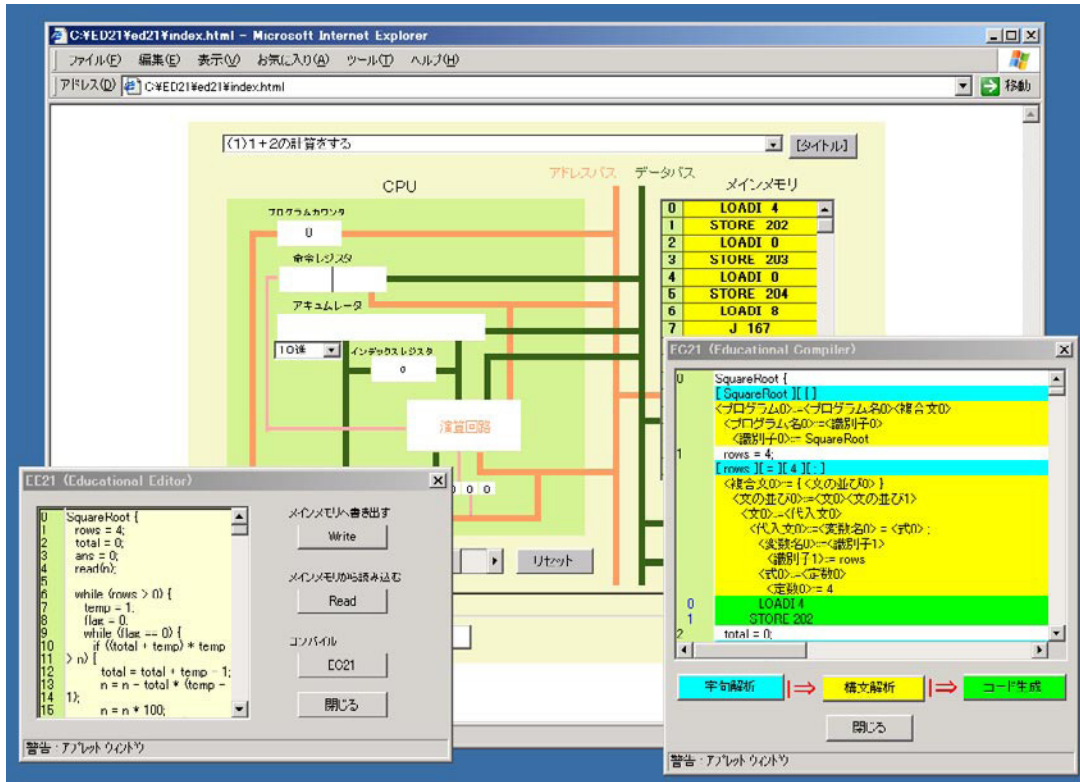 C:¥ED21¥ed21¥index.html - Microsoft Internet Explorer
ファイル(F) 編集(E) 表示(V) お気に入り(A) ツール(T) ヘルプ(H)
アドレス(D) C:¥ED21¥ed21¥index.html 移動
(1)1+2の計算をする [タイトル]
CPU
アドレスバス データバス
メインメモリ
プログラムカウンタ
0
命令レジスタ
アキュムレータ
10進
インデックスレジスタ
0
演算回路
0 0 0
リセット
0 LOADI 4
1 STORE 202
2 LOADI 0
3 STORE 203
4 LOADI 0
5 STORE 204
6 LOADI 8
7 J 167
EE21 (Educational Editor)
0 SquareRoot {
1 rows = 4;
2 total = 0;
3 ans = 0;
4 read(n);
5
6 while (rows > 0) {
7 temp = 1;
8 flag = 0;
9 while (flag == 0) {
10 if ((total + temp) * temp
11 > n) {
12 total = total + temp - 1;
13 n = n - total * (temp -
14 1);
15 n = n * 100;
メインメモリへ書き出す
Write
メインメモリから読み込む
Read
コンパイル
EC21
閉じる
警告 : アプレット ウィンドウ
EC21 (Educational Compiler)
0 SquareRoot {
[ SquareRoot ][ { ]
<プログラム0>::=<プログラム名0><複合文0>
<プログラム名0>::=<識別子0>
<識別子0>::= SquareRoot
1 rows = 4;
[ rows ][ = ][ 4 ][ ; ]
<複合文0>::= { <文の並び0> }
<文の並び0>::=<文0><文の並び1>
<文0>::=<代入文0>
<代入文0>::=<変数名0> = <式0> ;
<変数名0>::=<識別子1>
<識別子1>::= rows
<式0>::=<定数0>
<定数0>::= 4
0 LOADI 4
1 STORE 202
2 total = 0;
字句解析 ⇒ 構文解析 ⇒ コード生成
閉じる
警告 : アプレット ウィンドウ